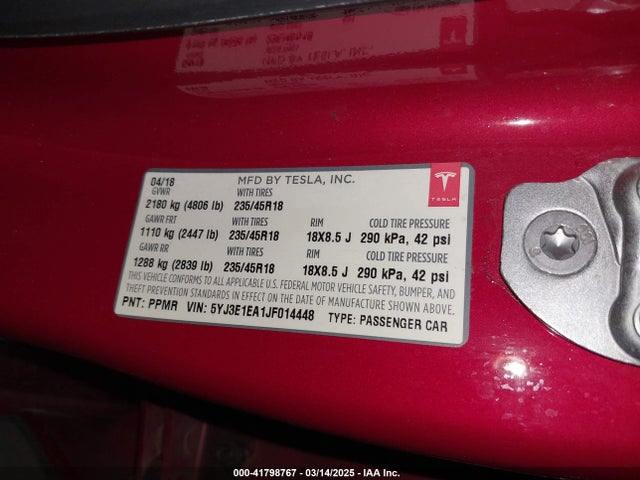 04/18 MFD BY TESLA, INC.
GVWR WITH TIRES
2180 kg (4806 lb) 235/45R18
GAWR FRT WITH TIRES RIM COLD TIRE PRESSURE
1110 kg (2447 lb) 235/45R18 18X8.5 J 290 kPa, 42 psi
GAWR RR WITH TIRES RIM COLD TIRE PRESSURE
1288 kg (2839 lb) 235/45R18 18X8.5 J 290 kPa, 42 psi
THIS VEHICLE CONFORMS TO ALL APPLICABLE U.S. FEDERAL MOTOR VEHICLE SAFETY, BUMPER, AND
THEFT PREVENTION STANDARDS IN EFFECT ON THE DATE OF MANUFACTURE SHOWN ABOVE.
PNT: PPMR VIN: 5YJ3E1EA1JF014448 TYPE: PASSENGER CAR
TESLA
000-41798767 - 03/14/2025 - IAA Inc.